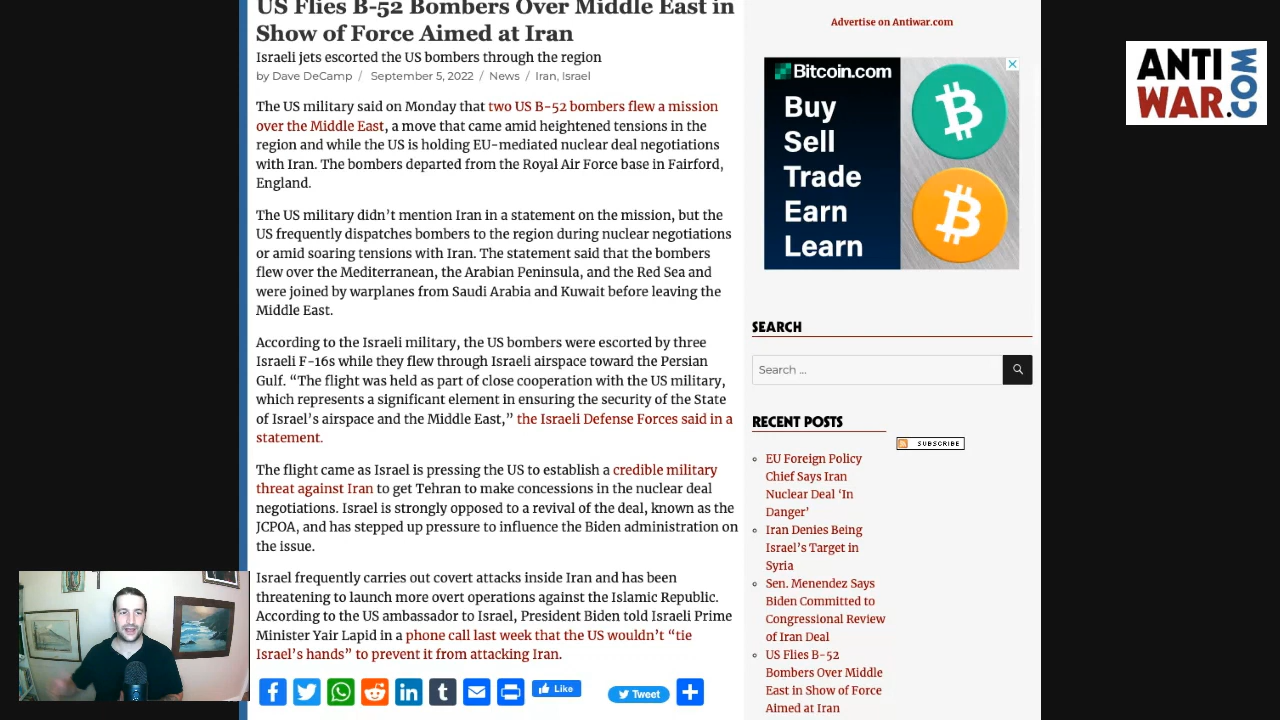 US Flies B-52 Bombers Over Middle East in
Show of Force Aimed at Iran
Israeli jets escorted the US bombers through the region
by Dave DeCamp / September 5, 2022 / News / Iran, Israel
The US military said on Monday that two US B-52 bombers flew a mission
over the Middle East, a move that came amid heightened tensions in the
region and while the US is holding EU-mediated nuclear deal negotiations
with Iran. The bombers departed from the Royal Air Force base in Fairford,
England.
The US military didn’t mention Iran in a statement on the mission, but the
US frequently dispatches bombers to the region during nuclear negotiations
or amid soaring tensions with Iran. The statement said that the bombers
flew over the Mediterranean, the Arabian Peninsula, and the Red Sea and
were joined by warplanes from Saudi Arabia and Kuwait before leaving the
Middle East.
According to the Israeli military, the US bombers were escorted by three
Israeli F-16s while they flew through Israeli airspace toward the Persian
Gulf. “The flight was held as part of close cooperation with the US military,
which represents a significant element in ensuring the security of the State
of Israel’s airspace and the Middle East,” the Israeli Defense Forces said in a
statement.
The flight came as Israel is pressing the US to establish a credible military
threat against Iran to get Tehran to make concessions in the nuclear deal
negotiations. Israel is strongly opposed to a revival of the deal, known as the
JCPOA, and has stepped up pressure to influence the Biden administration on
the issue.
Israel frequently carries out covert attacks inside Iran and has been
threatening to launch more overt operations against the Islamic Republic.
According to the US ambassador to Israel, President Biden told Israeli Prime
Minister Yair Lapid in a phone call last week that the US wouldn’t “tie
Israel’s hands” to prevent it from attacking Iran.
Like
Tweet
Advertise on Antiwar.com
Bitcoin.com
Buy
Sell
Trade
Earn
Learn
SEARCH
Search ...
RECENT POSTS
SUBSCRIBE
EU Foreign Policy
Chief Says Iran
Nuclear Deal ‘In
Danger’
Iran Denies Being
Israel’s Target in
Syria
Sen. Menendez Says
Biden Committed to
Congressional Review
of Iran Deal
US Flies B-52
Bombers Over Middle
East in Show of Force
Aimed at Iran
ANTI
WAR.COM